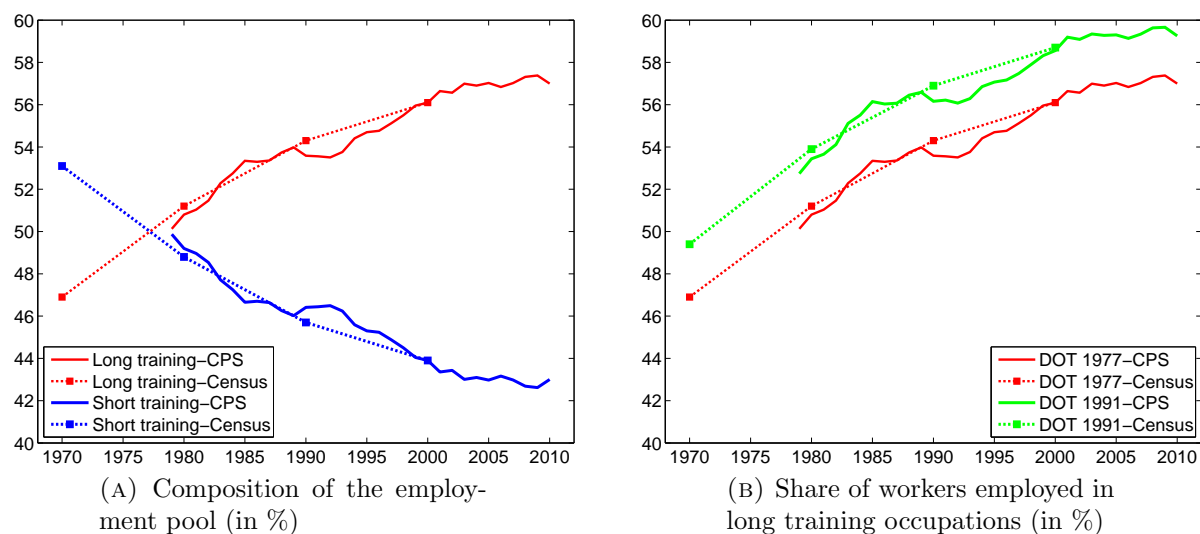 60
58
56
54
52
50
48
46
44
42
40
1970 1975 1980 1985 1990 1995 2000 2005 2010
Long training–CPS
Long training–Census
Short training–CPS
Short training–Census
(A) Composition of the employ-
ment pool (in %)
60
58
56
54
52
50
48
46
44
42
40
1970 1975 1980 1985 1990 1995 2000 2005 2010
DOT 1977–CPS
DOT 1977–Census
DOT 1991–CPS
DOT 1991–Census
(B) Share of workers employed in
long training occupations (in %)